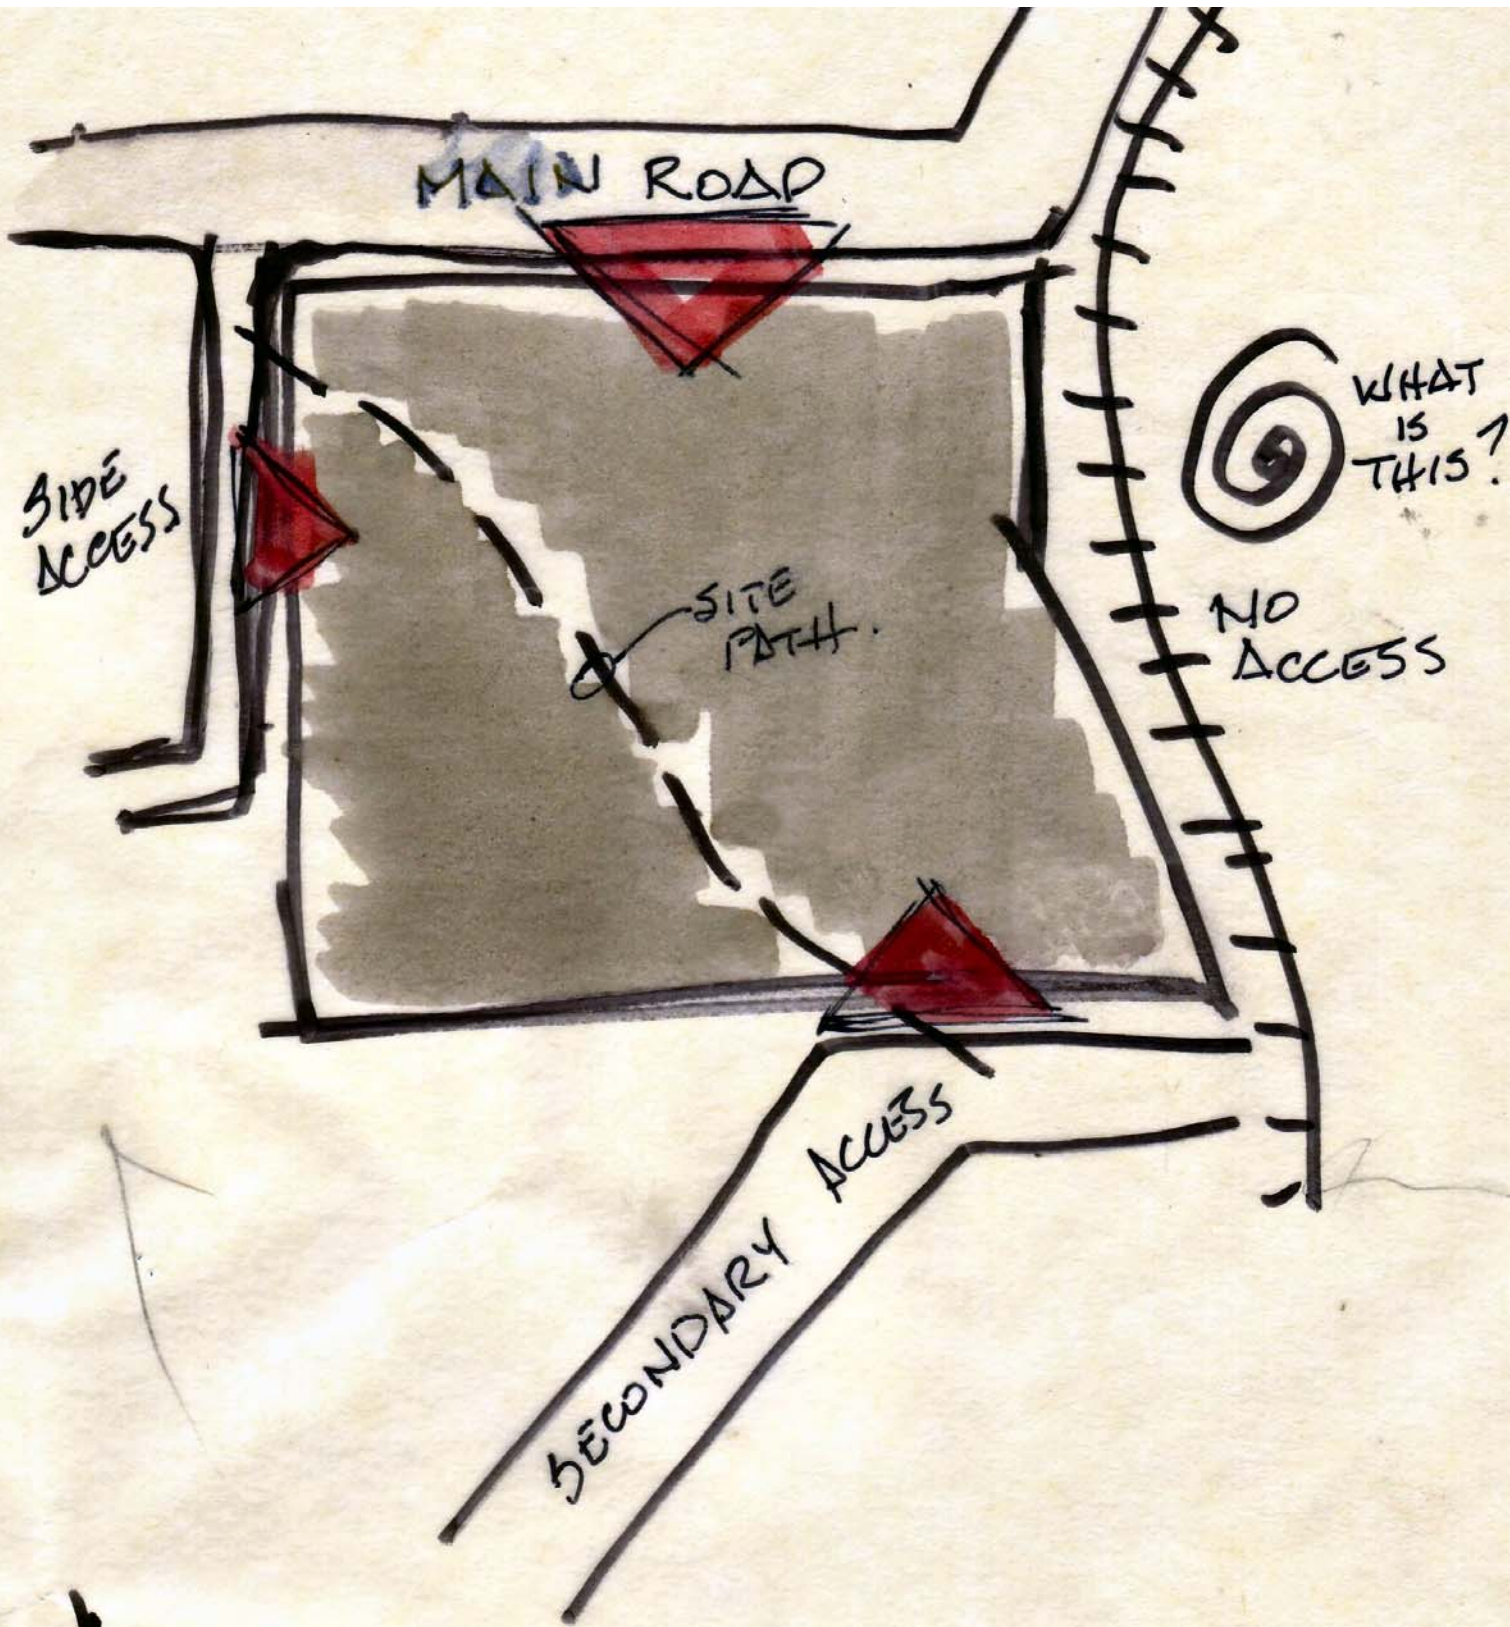 MAIN ROAD
SIDE
ACCESS
WHAT
IS
THIS?
SITE
PATH.
NO
ACCESS
SECONDARY ACCESS